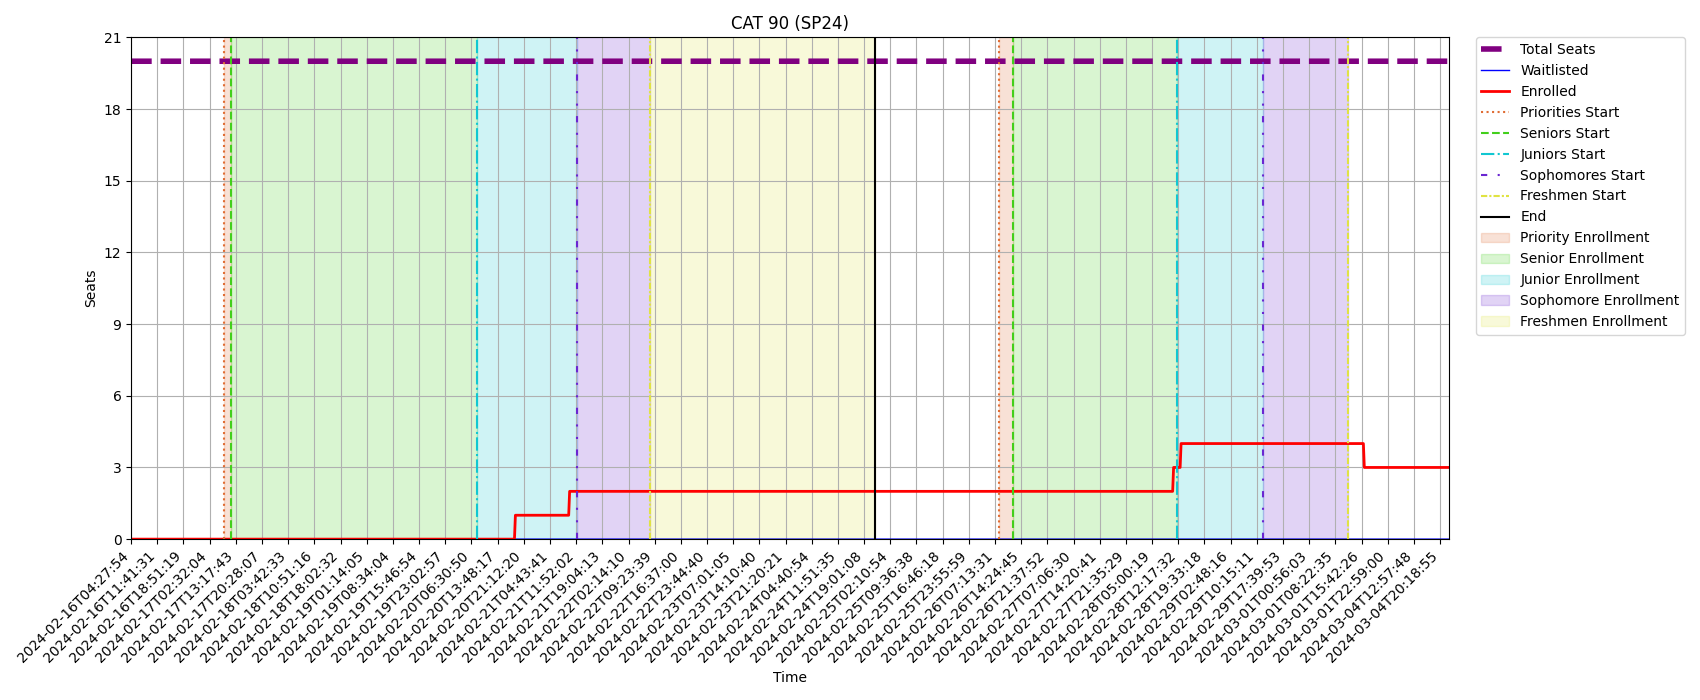 CAT 90 (SP24)
21
18
15
12
9
6
3
0
Seats
2024-02-16T04:27:54
2024-02-16T11:41:31
2024-02-16T18:51:19
2024-02-17T02:32:04
2024-02-17T13:17:43
2024-02-17T20:28:07
2024-02-18T03:42:33
2024-02-18T10:51:16
2024-02-18T18:02:32
2024-02-19T01:14:05
2024-02-19T08:34:04
2024-02-19T15:46:54
2024-02-19T23:02:57
2024-02-20T06:30:50
2024-02-20T13:48:17
2024-02-20T21:12:20
2024-02-21T04:43:41
2024-02-21T11:52:02
2024-02-21T19:04:13
2024-02-22T02:14:10
2024-02-22T09:23:39
2024-02-22T16:37:00
2024-02-22T23:44:40
2024-02-23T07:01:05
2024-02-23T14:10:40
2024-02-23T21:20:21
2024-02-24T04:40:54
2024-02-24T11:51:35
2024-02-24T19:01:08
2024-02-25T02:10:54
2024-02-25T09:36:38
2024-02-25T16:46:18
2024-02-25T23:55:59
2024-02-26T07:13:31
2024-02-26T14:24:45
2024-02-26T21:37:52
2024-02-27T07:06:30
2024-02-27T14:20:41
2024-02-27T21:35:29
2024-02-28T05:00:19
2024-02-28T12:17:32
2024-02-28T19:33:18
2024-02-29T02:48:16
2024-02-29T10:15:11
2024-02-29T17:39:53
2024-03-01T00:56:03
2024-03-01T08:22:35
2024-03-01T15:42:26
2024-03-01T22:59:00
2024-03-04T12:57:48
2024-03-04T20:18:55
Time
Total Seats
Waitlisted
Enrolled
Priorities Start
Seniors Start
Juniors Start
Sophomores Start
Freshmen Start
End
Priority Enrollment
Senior Enrollment
Junior Enrollment
Sophomore Enrollment
Freshmen Enrollment